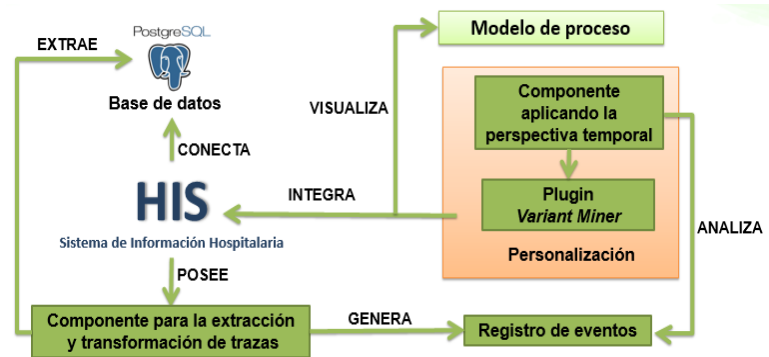 PostgreSQL
EXTRAE
Base de datos
CONECTA
HIS
Sistema de Información Hospitalaria
POSEE
Componente para la extracción
y transformación de trazas
GENERA
Registro de eventos
INTEGRA
VISUALIZA
Modelo de proceso
Componente
aplicando la
perspectiva temporal
Plugin
Variant Miner
Personalización
ANALIZA